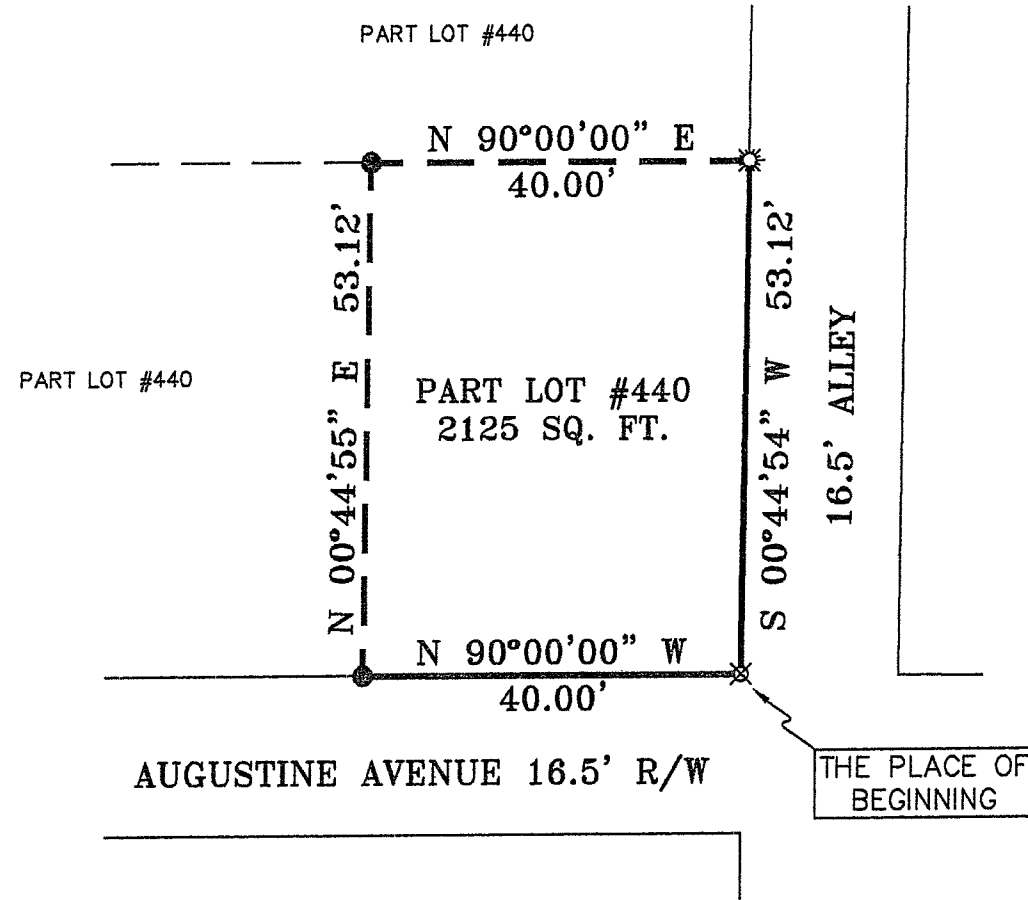 PART LOT #440
N 90°00'00" E
40.00'
N 00°44'55" E 53.12'
S 00°44'54" W 53.12'
16.5' ALLEY
PART LOT #440
PART LOT #440
2125 SQ. FT.
N 90°00'00" W
40.00'
AUGUSTINE AVENUE 16.5' R/W
THE PLACE OF
BEGINNING